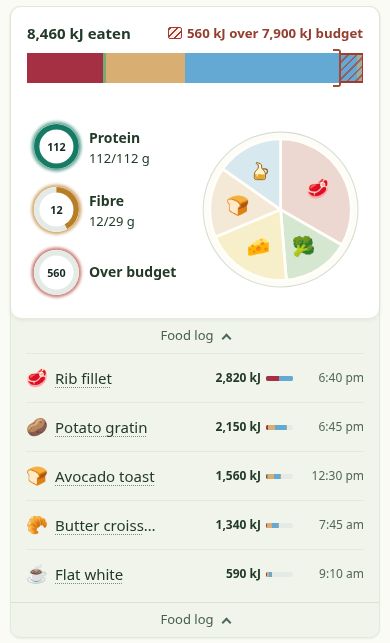 8,460 kJ eaten 560 kJ over 7,900 kJ budget
112 Protein
112/112 g
12 Fibre
12/29 g
560 Over budget
Food log
Rib fillet 2,820 kJ 6:40 pm
Potato gratin 2,150 kJ 6:45 pm
Avocado toast 1,560 kJ 12:30 pm
Butter croiss... 1,340 kJ 7:45 am
Flat white 590 kJ 9:10 am
Food log